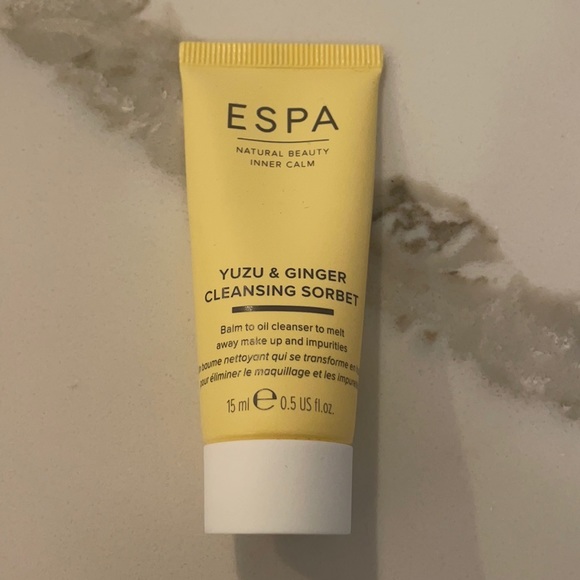 ESPA
NATURAL BEAUTY
INNER CALM
YUZU & GINGER
CLEANSING SORBET
Balm to oil cleanser to melt
away make up and impurities
baume nettoyant qui se transforme
pour éliminer le maquillage et les
15 ml ℮ 0.5 US fl.oz.